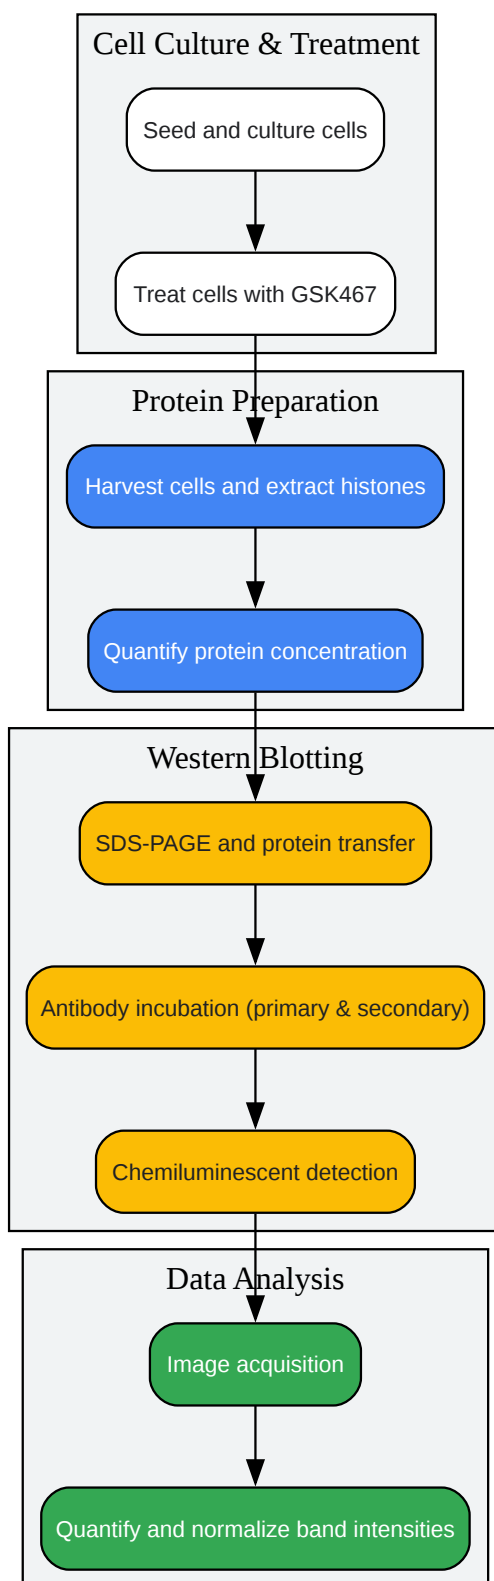 Cell Culture & Treatment
Seed and culture cells
Treat cells with GSK467
Protein Preparation
Harvest cells and extract histones
Quantify protein concentration
Western Blotting
SDS-PAGE and protein transfer
Antibody incubation (primary & secondary)
Chemiluminescent detection
Data Analysis
Image acquisition
Quantify and normalize band intensities